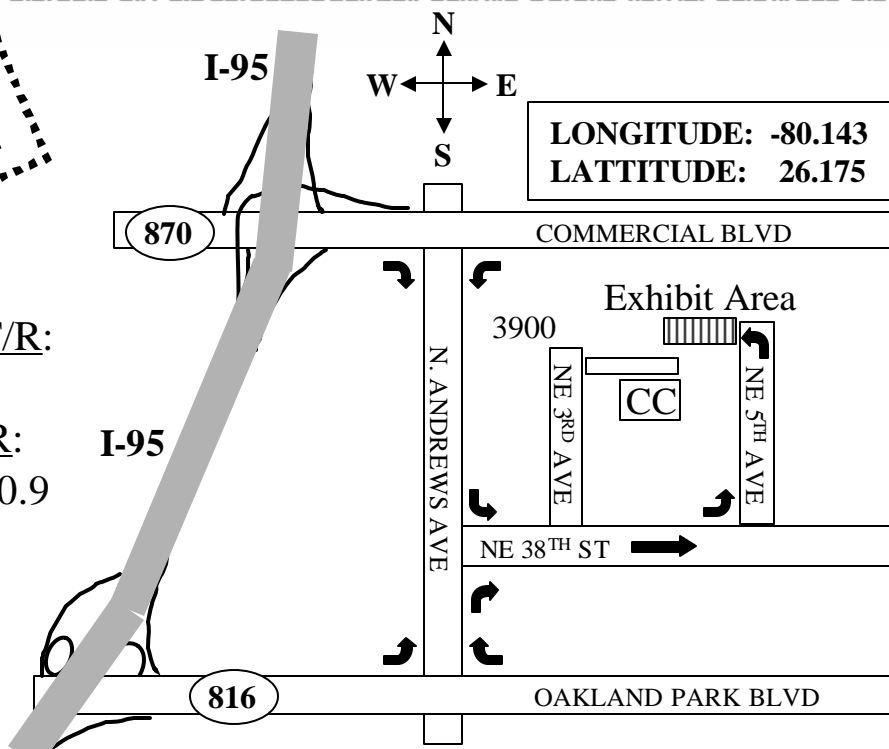 N
I-95
W E
LONGITUDE: -80.143
LATTITUDE: 26.175
S
870
COMMERCIAL BLVD
Exhibit Area
3900
/R:
N. ANDREWS AVE
NE 3RD AVE
CC
NE 5TH AVE
R:
I-95
0.9
NE 38TH ST
816
OAKLAND PARK BLVD